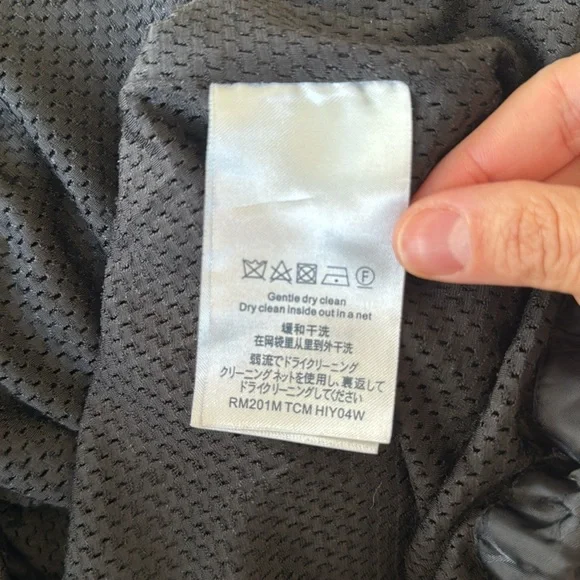 F
Gentle dry clean
Dry clean inside out in a net
缓和干洗
在网袋里从里到外干洗
弱流でドライクリーニング
クリーニングネットを使用し、裏返して
ドライクリーニングしてください
RM201M TCM HIY04W